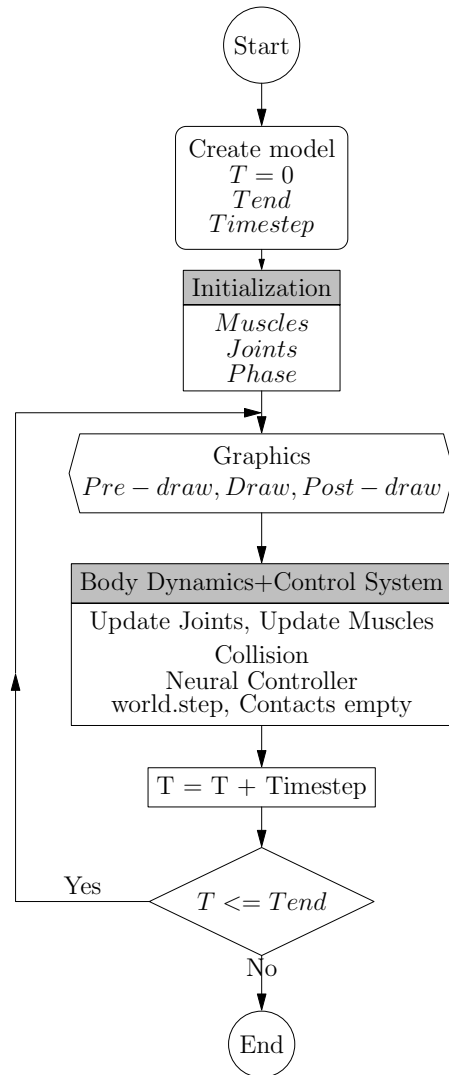 Start
Create model
T = 0
Tend
Timestep
Initialization
Muscles
Joints
Phase
Graphics
Pre − draw, Draw, Post − draw
Body Dynamics+Control System
Update Joints, Update Muscles
Collision
Neural Controller
world.step, Contacts empty
T = T + Timestep
Yes
T <= Tend
No
End